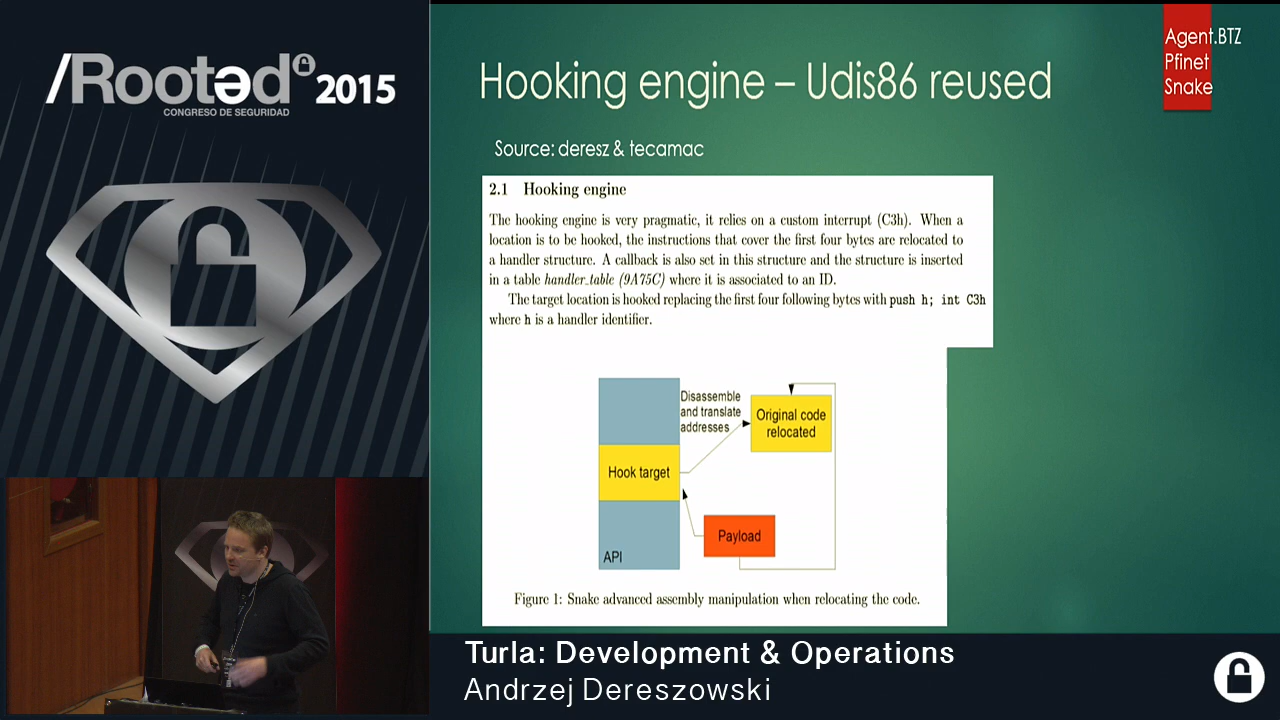 /Rootəd 2015
CONGRESO DE SEGURIDAD
Hooking engine – Udis86 reused
Agent.BTZ
Pfinet
Snake
Source: deresz & tecamac
2.1 Hooking engine
The hooking engine is very pragmatic, it relies on a custom interrupt (C3h). When a
location is to be hooked, the instructions that cover the first four bytes are relocated to
a handler structure. A callback is also set in this structure and the structure is inserted
in a table handler_table (9A75C) where it is associated to an ID.
The target location is hooked replacing the first four following bytes with push h; int C3h
where h is a handler identifier.
Disassemble
and translate
addresses
Original code
relocated
Hook target
Payload
API
Figure 1: Snake advanced assembly manipulation when relocating the code.
Turla: Development & Operations
Andrzej Dereszowski